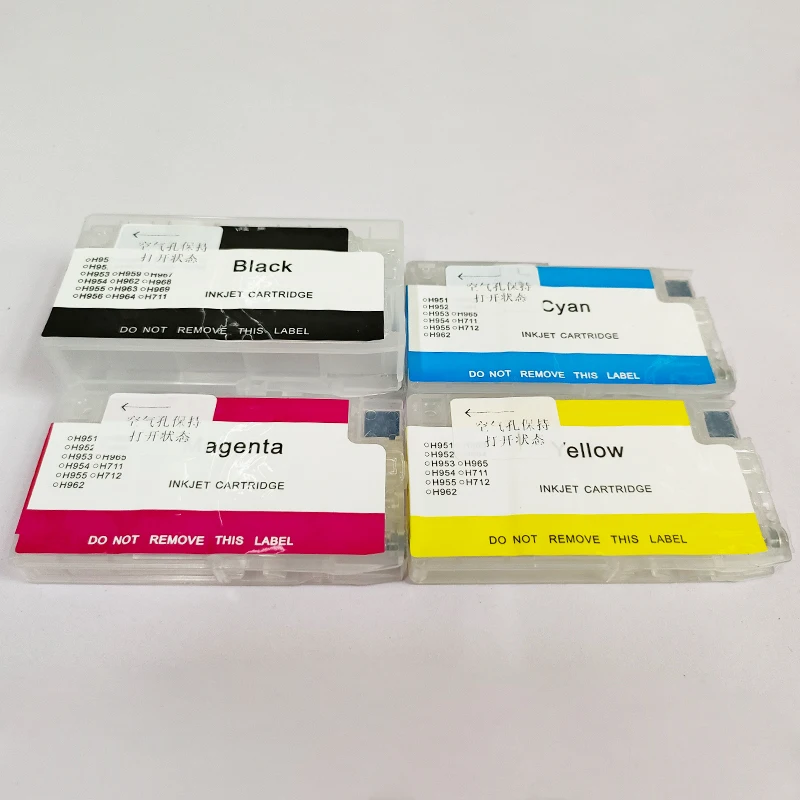 空气孔保持
打开状态
H95
H95
H953 H959 H967
H954 H962 H968
H955 H963 H969
H956 H964 H711
Black
INKJET CARTRIDGE
DO NOT REMOVE THIS LABEL
空气孔保持
打开状态
H951
H952
H953 H965
H954 H711
H955 H712
H962
Cyan
INKJET CARTRIDGE
DO NOT REMOVE THIS LABEL
空气孔保持
打开状态
H951
H952
H953 H965
H954 H711
H955 H712
H962
agenta
INKJET CARTRIDGE
DO NOT REMOVE THIS LABEL
空气孔保持
打开状态
H951
H952
H953 H965
H954 H711
H955 H712
H962
Yellow
INKJET CARTRIDGE
DO NOT REMOVE THIS LABEL